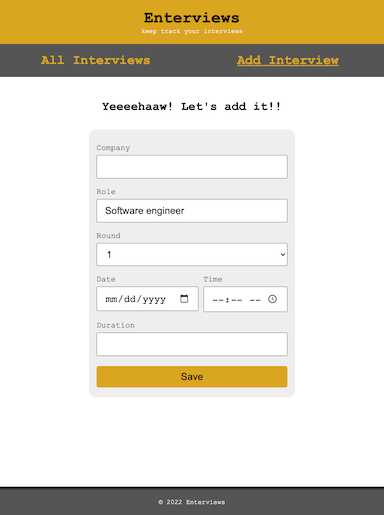 Enterviews
keep track your interviews
All Interviews Add Interview
Yeeeehaaw! Let's add it!!
Company
Role
Software engineer
Round
1
Date Time
mm/dd/yyyy --:-- --
Duration
Save
© 2022 Enterviews